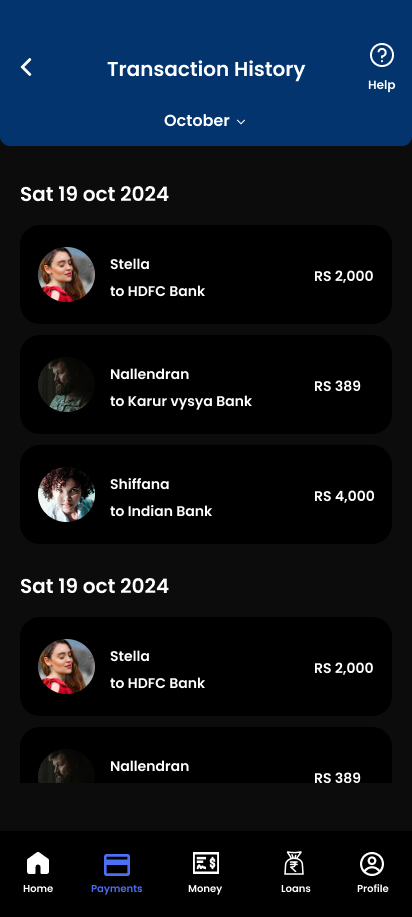 Transaction History
Help
October
Sat 19 oct 2024
Stella
to HDFC Bank
RS 2,000
Nallendran
to Karur vysya Bank
RS 389
Shiffana
to Indian Bank
RS 4,000
Sat 19 oct 2024
Stella
to HDFC Bank
RS 2,000
Nallendran
RS 389
Home
Payments
Money
Loans
Profile